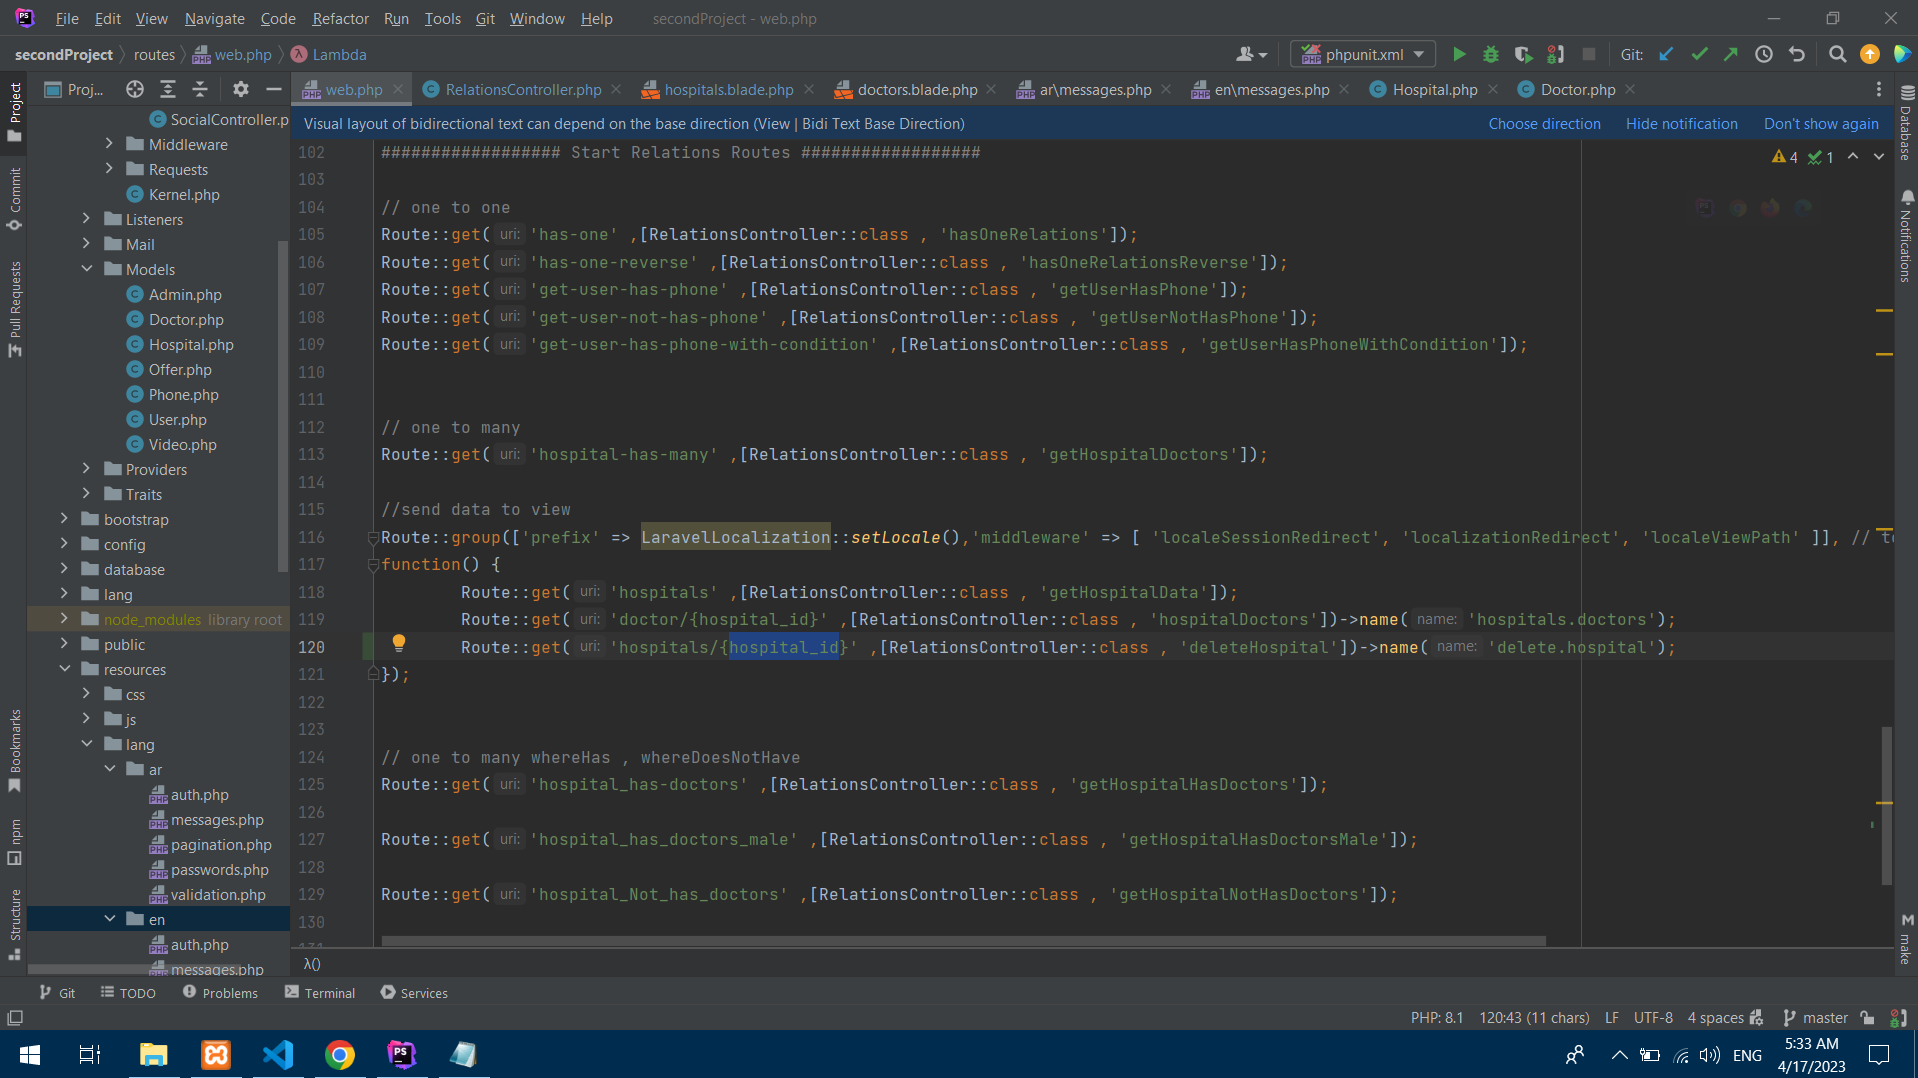 File Edit View Navigate Code Refactor Run Tools Git Window Help secondProject - web.php
secondProject routes web.php Lambda phpunit.xml Git:
Proj... web.php RelationsController.php hospitals.blade.php doctors.blade.php ar\messages.php en\messages.php Hospital.php Doctor.php
Visual layout of bidirectional text can depend on the base direction (View | Bidi Text Base Direction) Choose direction Hide notification Don't show again
Project
Commit
Pull Requests
Bookmarks
npm
Structure
SocialController.p
Middleware
Requests
Kernel.php
Listeners
Mail
Models
Admin.php
Doctor.php
Hospital.php
Offer.php
Phone.php
User.php
Video.php
Providers
Traits
bootstrap
config
database
lang
node_modules library root
public
resources
css
js
lang
ar
auth.php
messages.php
pagination.php
passwords.php
validation.php
en
auth.php
messages.php
4 1
102 ################## Start Relations Routes ##################
103
104 // one to one
105 Route::get( uri: 'has-one' ,[RelationsController::class , 'hasOneRelations']);
106 Route::get( uri: 'has-one-reverse' ,[RelationsController::class , 'hasOneRelationsReverse']);
107 Route::get( uri: 'get-user-has-phone' ,[RelationsController::class , 'getUserHasPhone']);
108 Route::get( uri: 'get-user-not-has-phone' ,[RelationsController::class , 'getUserNotHasPhone']);
109 Route::get( uri: 'get-user-has-phone-with-condition' ,[RelationsController::class , 'getUserHasPhoneWithCondition']);
110
111
112 // one to many
113 Route::get( uri: 'hospital-has-many' ,[RelationsController::class , 'getHospitalDoctors']);
114
115 //send data to view
116 Route::group(['prefix' => LaravelLocalization::setLocale(),'middleware' => [ 'localeSessionRedirect', 'localizationRedirect', 'localeViewPath' ]], // te
117 function() {
118 Route::get( uri: 'hospitals' ,[RelationsController::class , 'getHospitalData']);
119 Route::get( uri: 'doctor/{hospital_id}' ,[RelationsController::class , 'hospitalDoctors'])->name( name: 'hospitals.doctors');
120 Route::get( uri: 'hospitals/{hospital_id}' ,[RelationsController::class , 'deleteHospital'])->name( name: 'delete.hospital');
121 });
122
123
124 // one to many whereHas , whereDoesNotHave
125 Route::get( uri: 'hospital_has-doctors' ,[RelationsController::class , 'getHospitalHasDoctors']);
126
127 Route::get( uri: 'hospital_has_doctors_male' ,[RelationsController::class , 'getHospitalHasDoctorsMale']);
128
129 Route::get( uri: 'hospital_Not_has_doctors' ,[RelationsController::class , 'getHospitalNotHasDoctors']);
130
λ()
Database
Notifications
make
Git TODO Problems Terminal Services
PHP: 8.1 120:43 (11 chars) LF UTF-8 4 spaces master
ENG 5:33 AM
4/17/2023